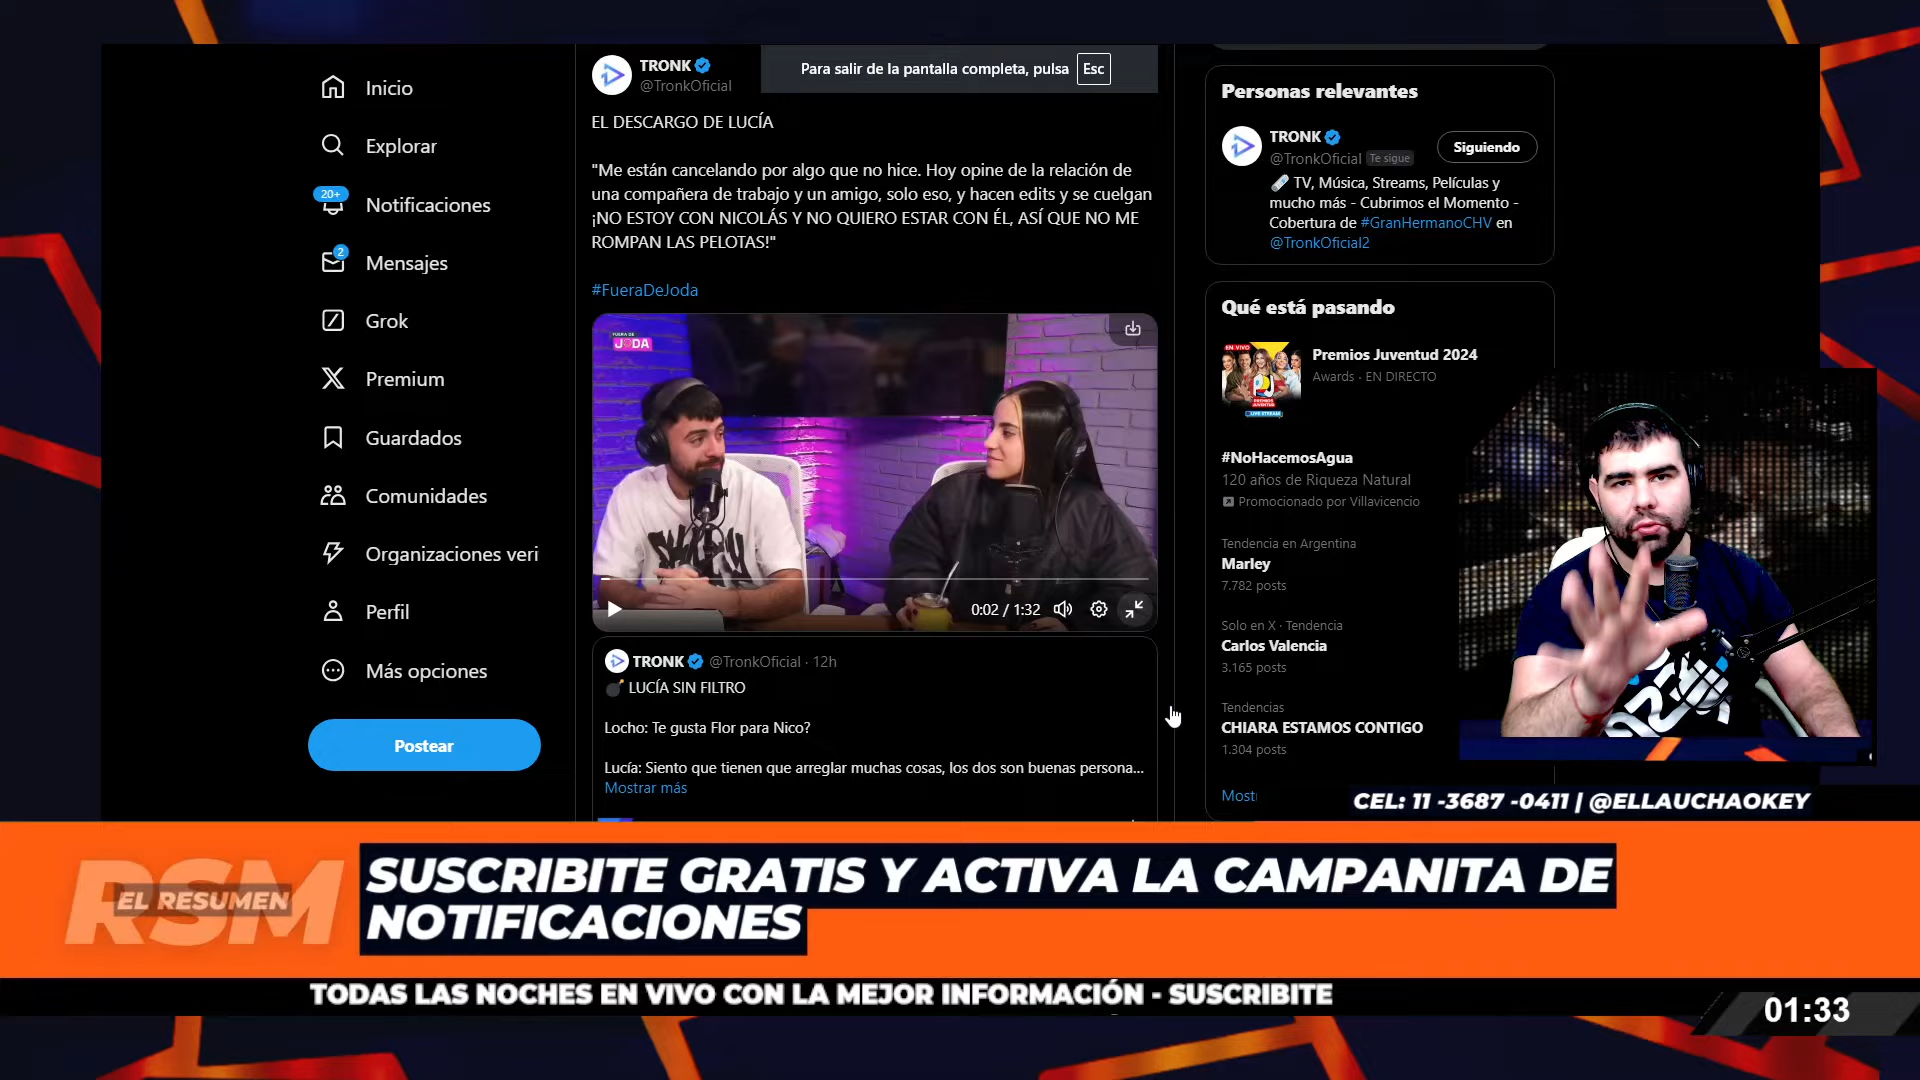 Inicio
Explorar
20+
Notificaciones
2
Mensajes
Grok
Premium
Guardados
Comunidades
Organizaciones veri
Perfil
Más opciones
Postear
TRONK
@TronkOficial
Para salir de la pantalla completa, pulsa Esc
EL DESCARGO DE LUCÍA
"Me están cancelando por algo que no hice. Hoy opine de la relación de
una compañera de trabajo y un amigo, solo eso, y hacen edits y se cuelgan
¡NO ESTOY CON NICOLÁS Y NO QUIERO ESTAR CON ÉL, ASÍ QUE NO ME
ROMPAN LAS PELOTAS!"
#FueraDeJoda
FUERA DE
JODA
0:02 / 1:32
TRONK @TronkOficial · 12h
LUCÍA SIN FILTRO
Locho: Te gusta Flor para Nico?
Lucía: Siento que tienen que arreglar muchas cosas, los dos son buenas persona...
Mostrar más
Personas relevantes
TRONK
@TronkOficial Te sigue
Siguiendo
TV, Música, Streams, Películas y
mucho más - Cubrimos el Momento -
Cobertura de #GranHermanoCHV en
@TronkOficial2
Qué está pasando
EN VIVO
PREMIOS
JUVENTUD
LIVE STREAM
Premios Juventud 2024
Awards · EN DIRECTO
#NoHacemosAgua
120 años de Riqueza Natural
Promocionado por Villavicencio
Tendencia en Argentina
Marley
7.782 posts
Solo en X · Tendencia
Carlos Valencia
3.165 posts
Tendencias
CHIARA ESTAMOS CONTIGO
1.304 posts
Most
CEL: 11 -3687 -0411 | @ELLAUCHAOKEY
RSM
EL RESUMEN
SUSCRIBITE GRATIS Y ACTIVA LA CAMPANITA DE
NOTIFICACIONES
TODAS LAS NOCHES EN VIVO CON LA MEJOR INFORMACIÓN - SUSCRIBITE
01:33